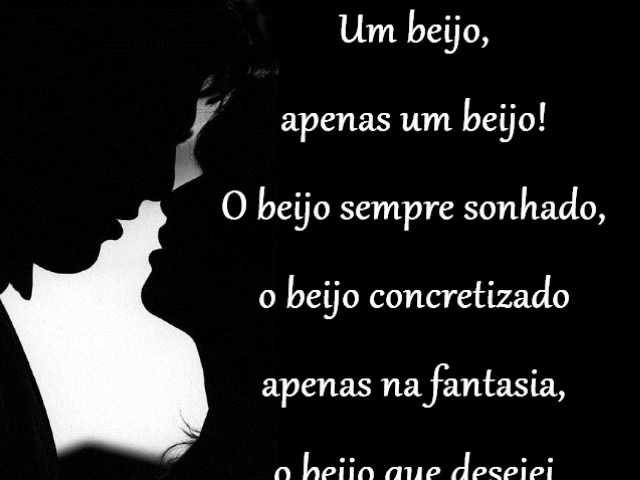 Um beijo,
apenas um beijo!
O beijo sempre sonhado,
o beijo concretizado
apenas na fantasia,
o beijo que desejei